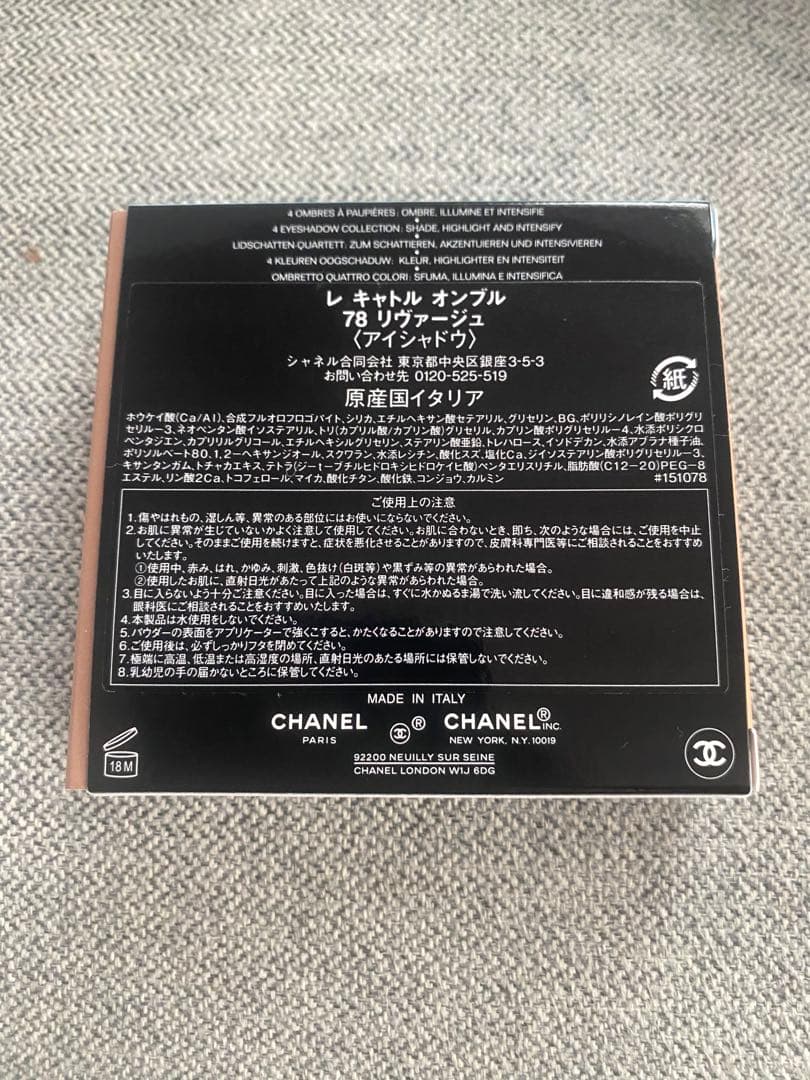 4 OMBRES À PAUPIÈRES: OMBRE, ILLUMINE ET INTENSIFIE
4 EYESHADOW COLLECTION: SHADE, HIGHLIGHT AND INTENSIFY
LIDSCHATTEN-QUARTETT: ZUM SCHATTIEREN, AKZENTUIEREN UND INTENSIVIEREN
4 KLEUREN OOGSCHADUW: KLEUR, HIGHLIGHTER EN INTENSITEIT
OMBRETTO QUATTRO COLORI: SFUMA, ILLUMINA E INTENSIFICA
レ キャトル オンブル
78 リヴァージュ
〈アイシャドウ〉
シャネル合同会社 東京都中央区銀座3-5-3
お問い合わせ先 0120-525-519
紙
原産国イタリア
ホウケイ酸(Ca/Al)、合成フルオロフロゴパイト、シリカ、エチルヘキサン酸セテアリル、グリセリン、BG、ポリリシノレイン酸ポリグリ
セリル-3、ネオペンタン酸イソステアリル、トリ(カプリル酸/カプリン酸)グリセリル、カプリン酸ポリグリセリル-4、水添ポリシクロ
ペンタジエン、カプリリルグリコール、エチルヘキシルグリセリン、ステアリン酸亜鉛、トレハロース、イソドデカン、水添アブラナ種子油、
ポリソルベート80、1,2-ヘキサンジオール、スクワラン、水添レシチン、酸化スズ、塩化Ca、ジイソステアリン酸ポリグリセリル-3、
キサンタンガム、トチャカエキス、テトラ(ジ-t-ブチルヒドロキシヒドロケイヒ酸)ペンタエリスリチル、脂肪酸(C12-20)PEG-8
エステル、リン酸2Ca、トコフェロール、マイカ、酸化チタン、酸化鉄、コンジョウ、カルミン
#151078
ご使用上の注意
1.傷やはれもの、湿しん等、異常のある部位にはお使いにならないでください。
2.お肌に異常が生じていないかよく注意して使用してください。お肌に合わないとき、即ち、次のような場合には、ご使用を中止
してください。そのままご使用を続けますと、症状を悪化させることがありますので、皮膚科専門医等にご相談されることをおすすめ
いたします。
①使用中、赤み、はれ、かゆみ、刺激、色抜け(白斑等)や黒ずみ等の異常があらわれた場合。
②使用したお肌に、直射日光があたって上記のような異常があらわれた場合。
3.目に入らないよう十分ご注意ください。目に入った場合は、すぐに水かぬるま湯で洗い流してください。目に違和感が残る場合は、
眼科医にご相談されることをおすすめいたします。
4.本製品は水使用をしないでください。
5.パウダーの表面をアプリケーターで強くこすると、かたくなることがありますので注意してください。
6.ご使用後は、必ずしっかりフタを閉めてください。
7.極端に高温、低温または高湿度の場所、直射日光のあたる場所には保管しないでください。
8.乳幼児の手の届かないところに保管してください。
MADE IN ITALY
CHANEL ® CHANEL® INC.
PARIS NEW YORK, N.Y. 10019
92200 NEUILLY SUR SEINE
CHANEL LONDON W1J 6DG
18M